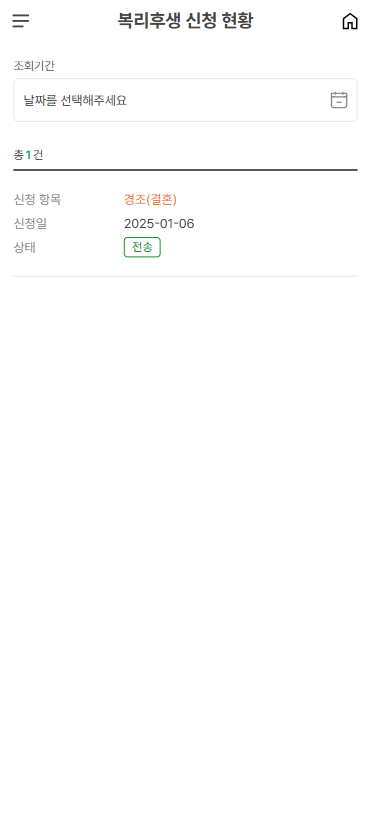 복리후생 신청 현황
조회기간
날짜를 선택해주세요
총 1 건
신청 항목 경조(결혼)
신청일 2025-01-06
상태 전송